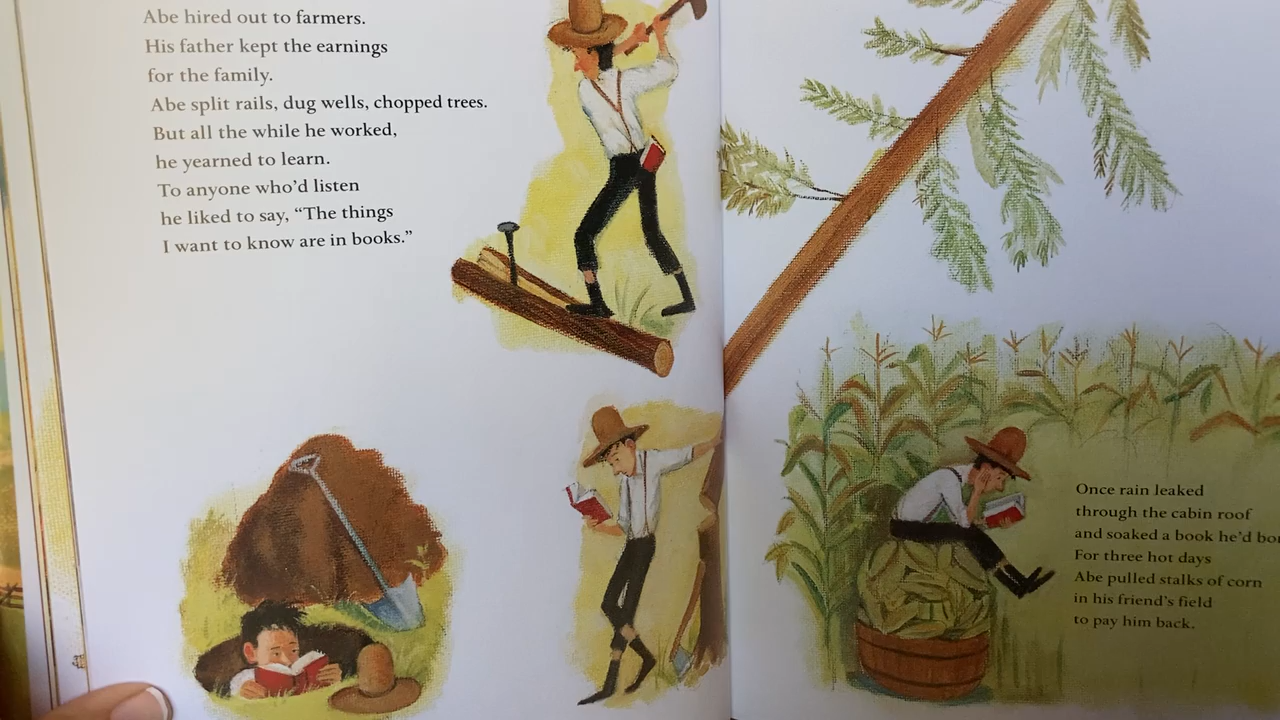 Abe hired out to farmers.
His father kept the earnings
for the family.
Abe split rails, dug wells, chopped trees.
But all the while he worked,
he yearned to learn.
To anyone who’d listen
he liked to say, “The things
I want to know are in books.”
Once rain leaked
through the cabin roof
and soaked a book he’d
For three hot days
Abe pulled stalks of corn
in his friend’s field
to pay him back.